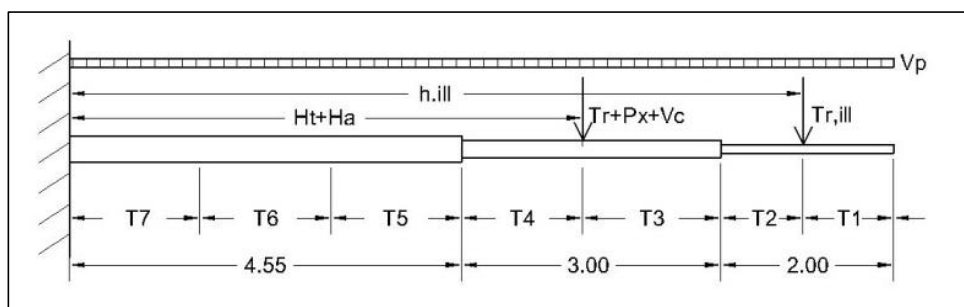 Vp
h.ill
Ht+Ha
Tr+Px+Vc
Tr,ill
T7 T6 T5 T4 T3 T2 T1
4.55 3.00 2.00